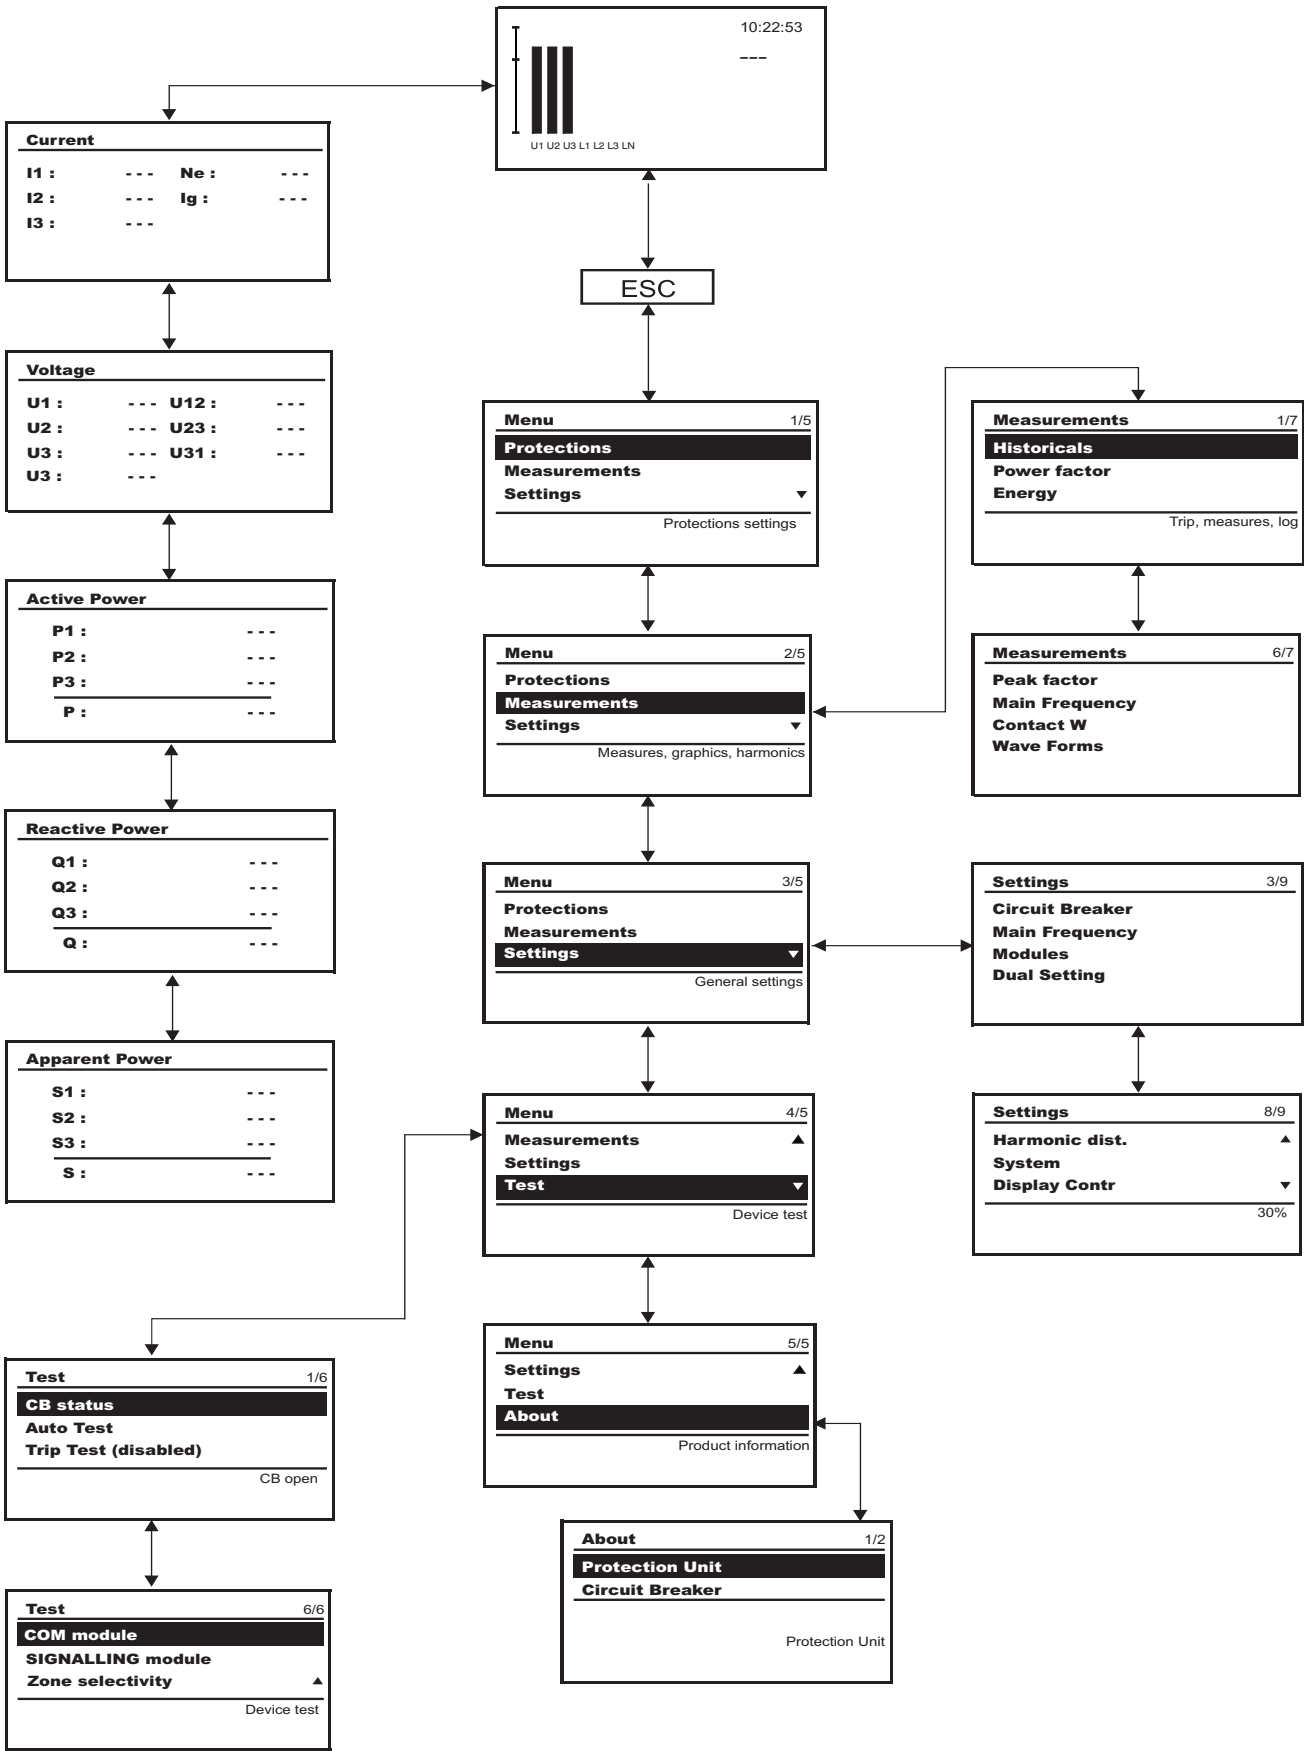 10:22:53
---
U1 U2 U3 L1 L2 L3 LN
Current
I1 : - - - Ne : - - -
I2 : - - - Ig : - - -
I3 : - - -
ESC
Voltage
U1 : - - - U12 : - - -
U2 : - - - U23 : - - -
U3 : - - - U31 : - - -
U3 : - - -
Active Power
P1 : - - -
P2 : - - -
P3 : - - -
P : - - -
Reactive Power
Q1 : - - -
Q2 : - - -
Q3 : - - -
Q : - - -
Apparent Power
S1 : - - -
S2 : - - -
S3 : - - -
S : - - -
Menu 1/5
Protections
Measurements
Settings
Protections settings
Measurements 1/7
Historicals
Power factor
Energy
Trip, measures, log
Menu 2/5
Protections
Measurements
Settings
Measures, graphics, harmonics
Measurements 6/7
Peak factor
Main Frequency
Contact W
Wave Forms
Menu 3/5
Protections
Measurements
Settings
General settings
Settings 3/9
Circuit Breaker
Main Frequency
Modules
Dual Setting
Menu 4/5
Measurements
Settings
Test
Device test
Settings 8/9
Harmonic dist.
System
Display Contr
30%
Menu 5/5
Settings
Test
About
Product information
Test 1/6
CB status
Auto Test
Trip Test (disabled)
CB open
About 1/2
Protection Unit
Circuit Breaker
Protection Unit
Test 6/6
COM module
SIGNALLING module
Zone selectivity
Device test